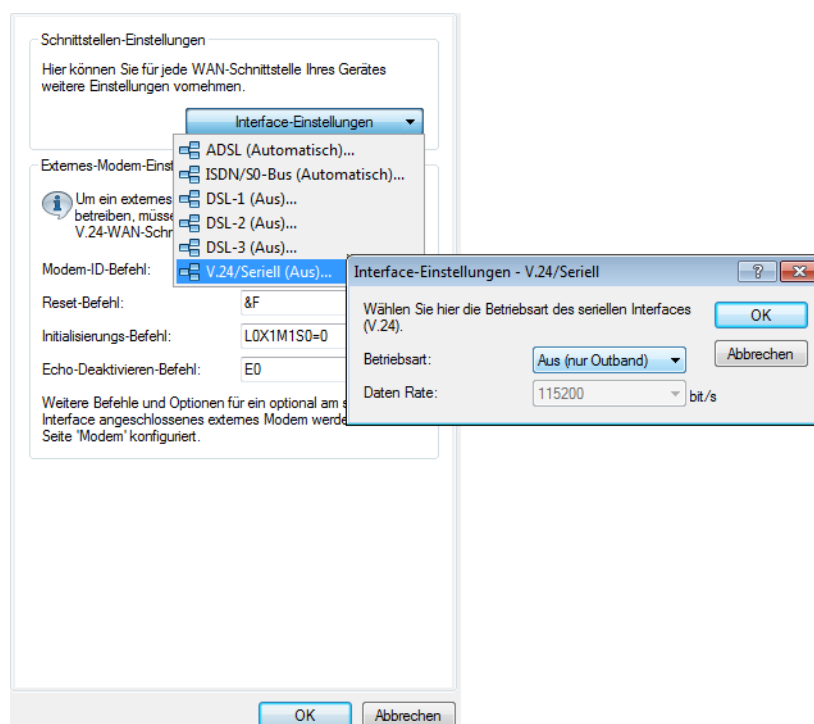 Schnittstellen-Einstellungen
Hier können Sie für jede WAN-Schnittstelle Ihres Gerätes
weitere Einstellungen vornehmen.
Interface-Einstellungen
ADSL (Automatisch)...
ISDN/S0-Bus (Automatisch)...
DSL-1 (Aus)...
DSL-2 (Aus)...
DSL-3 (Aus)...
V.24/Seriell (Aus)...
Externes-Modem-Einst
Um ein externes
betreiben, müsse
V.24-WAN-Schr
Modem-ID-Befehl:
Reset-Befehl: &F
Initialisierungs-Befehl: L0X1M1S0=0
Echo-Deaktivieren-Befehl: E0
Weitere Befehle und Optionen für ein optional am s
Interface angeschlossenes externes Modem werde
Seite 'Modem' konfiguriert.
Interface-Einstellungen - V.24/Seriell
Wählen Sie hier die Betriebsart des seriellen Interfaces
(V.24).
Betriebsart: Aus (nur Outband)
Daten Rate: 115200 bit/s
OK
Abbrechen
OK Abbrechen